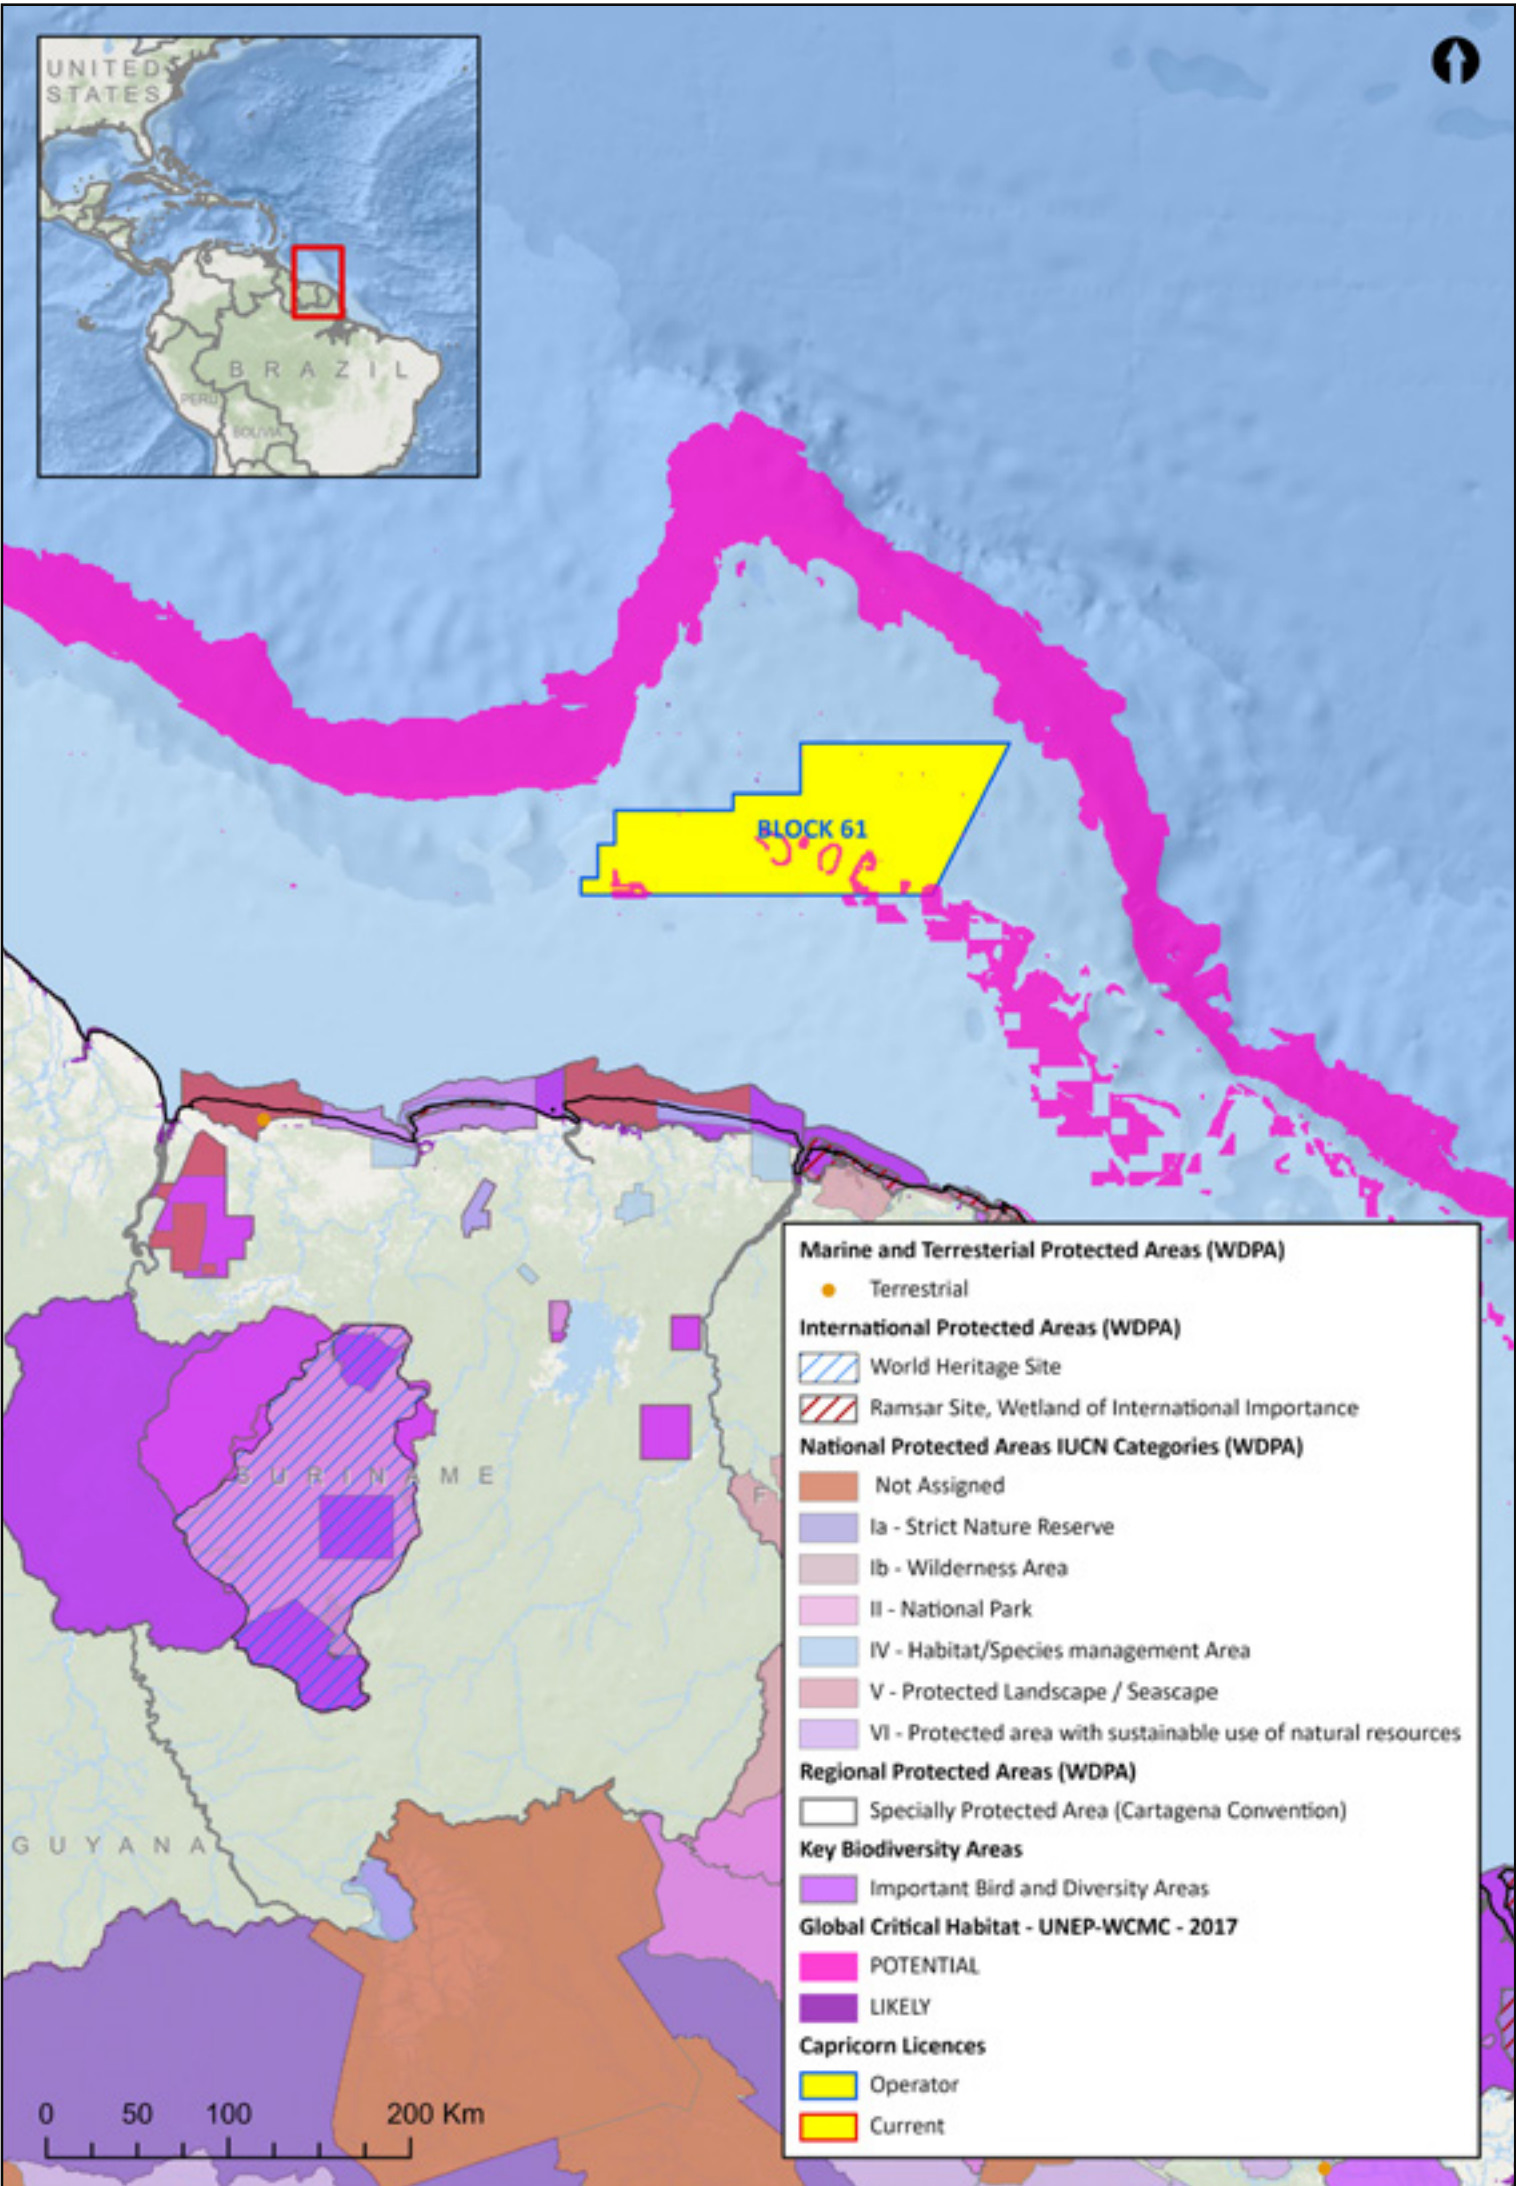 UNITED
STATES
BRAZIL
PERU
BOLIVIA
BLOCK 61
SURINAME
F
GUYANA
0 50 100 200 Km
Marine and Terresterial Protected Areas (WDPA)
Terrestrial
International Protected Areas (WDPA)
World Heritage Site
Ramsar Site, Wetland of International Importance
National Protected Areas IUCN Categories (WDPA)
Not Assigned
Ia - Strict Nature Reserve
Ib - Wilderness Area
II - National Park
IV - Habitat/Species management Area
V - Protected Landscape / Seascape
VI - Protected area with sustainable use of natural resources
Regional Protected Areas (WDPA)
Specially Protected Area (Cartagena Convention)
Key Biodiversity Areas
Important Bird and Diversity Areas
Global Critical Habitat - UNEP-WCMC - 2017
POTENTIAL
LIKELY
Capricorn Licences
Operator
Current